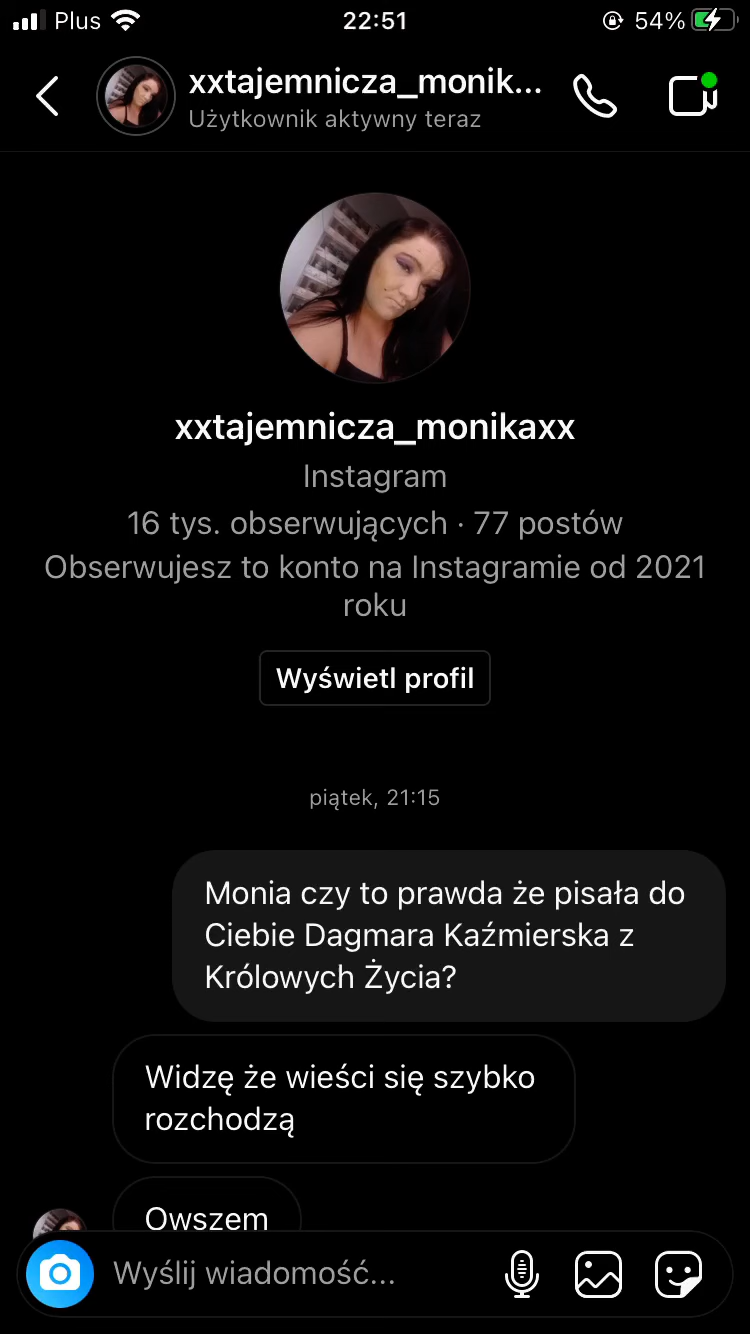 Plus 22:51 54%
xxtajemnicza_monik...
Użytkownik aktywny teraz
xxtajemnicza_monikaxx
Instagram
16 tys. obserwujących · 77 postów
Obserwujesz to konto na Instagramie od 2021
roku
Wyświetl profil
piątek, 21:15
Monia czy to prawda że pisała do
Ciebie Dagmara Kaźmierska z
Królowych Życia?
Widzę że wieści się szybko
rozchodzą
Owszem
Wyślij wiadomość...